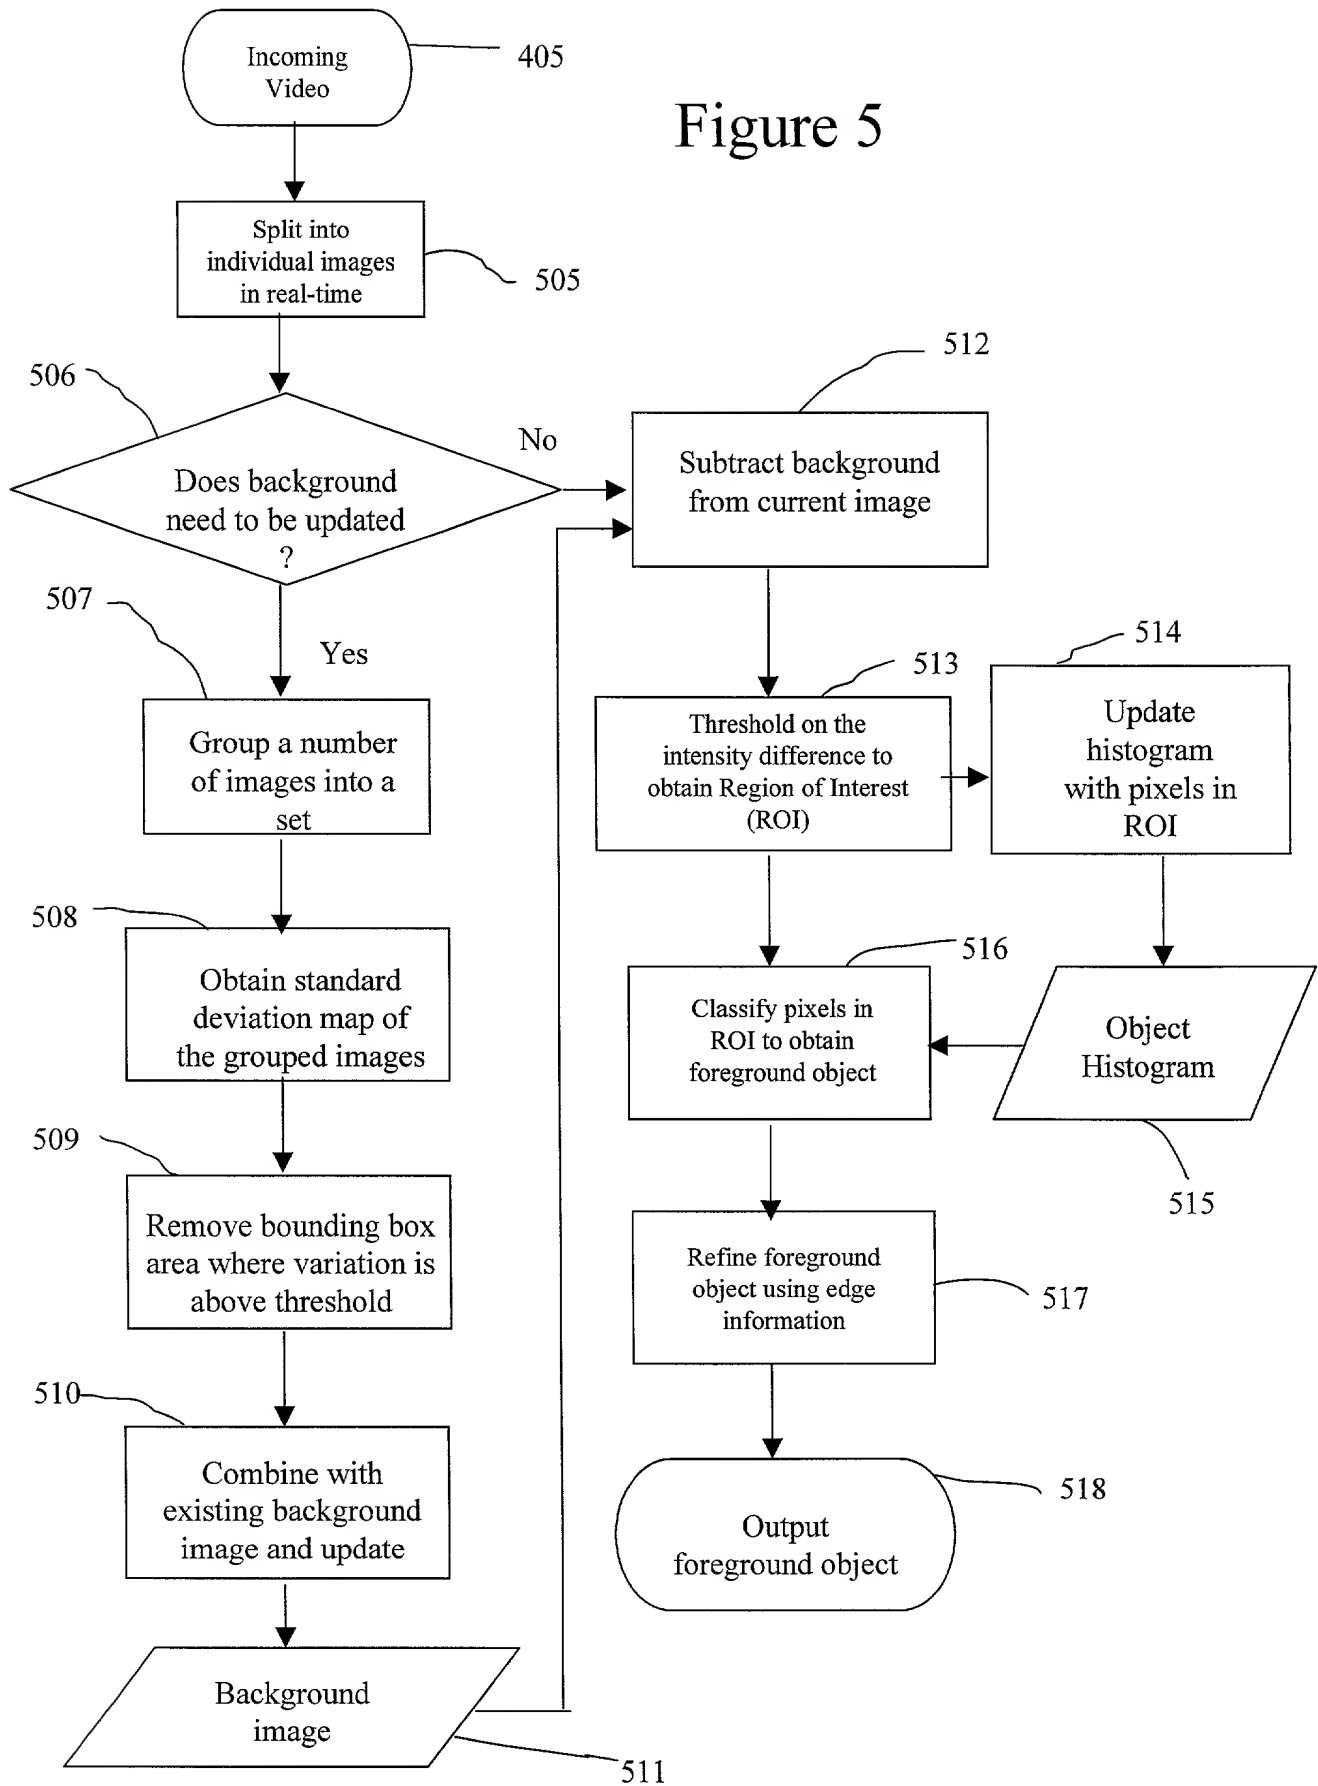 Incoming
Video
405
Figure 5
Split into
individual images
in real-time
505
506
Does background
need to be updated
?
No
Yes
512
Subtract background
from current image
507
Group a number
of images into a
set
513
Threshold on the
intensity difference to
obtain Region of Interest
(ROI)
514
Update
histogram
with pixels in
ROI
508
Obtain standard
deviation map of
the grouped images
516
Classify pixels in
ROI to obtain
foreground object
Object
Histogram
515
509
Remove bounding box
area where variation is
above threshold
Refine foreground
object using edge
information
517
510
Combine with
existing background
image and update
518
Output
foreground object
Background
image
511